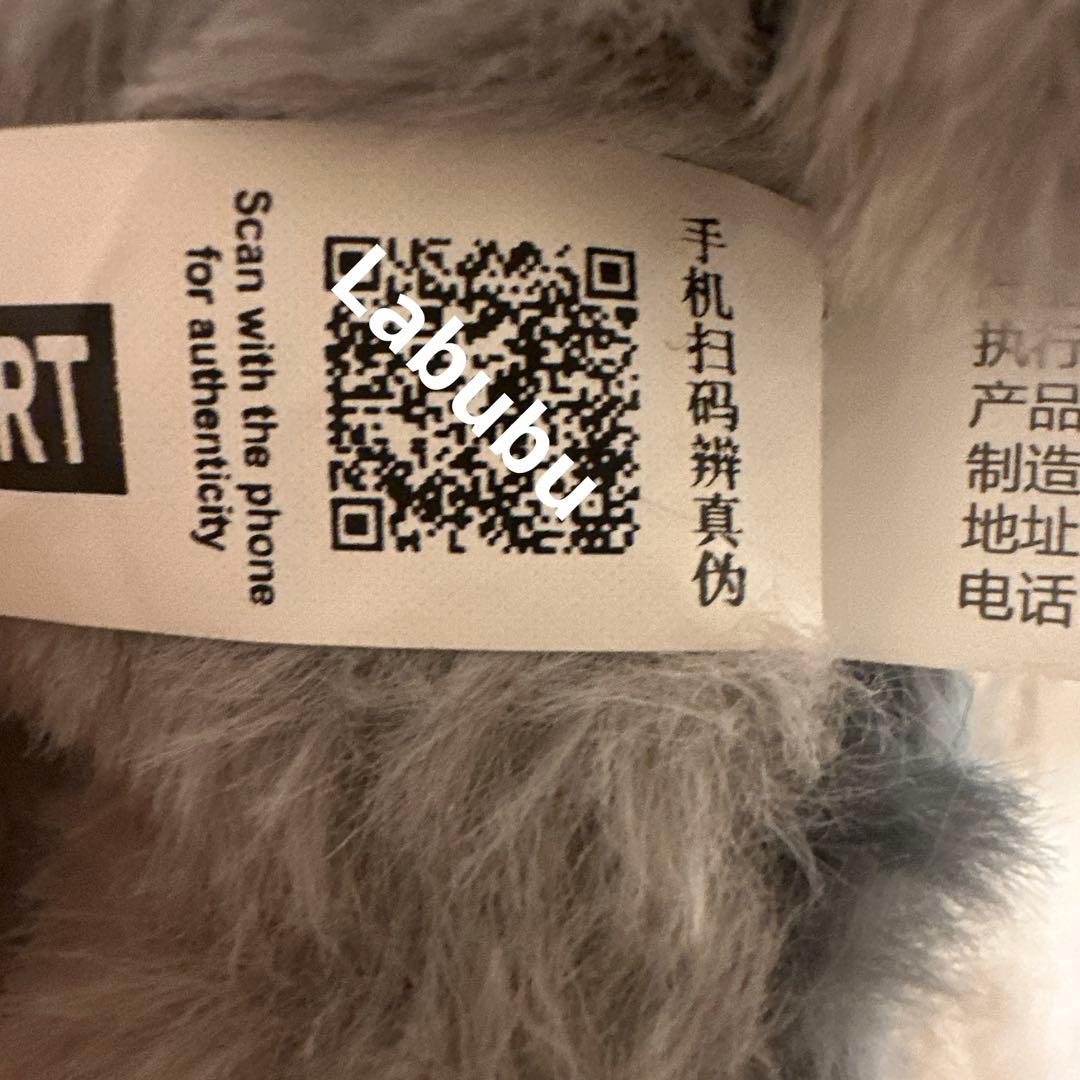 RT
Scan with the phone
for authenticity
Labubu
手机扫码辨真伪
执行
产品
制造
地址
电话